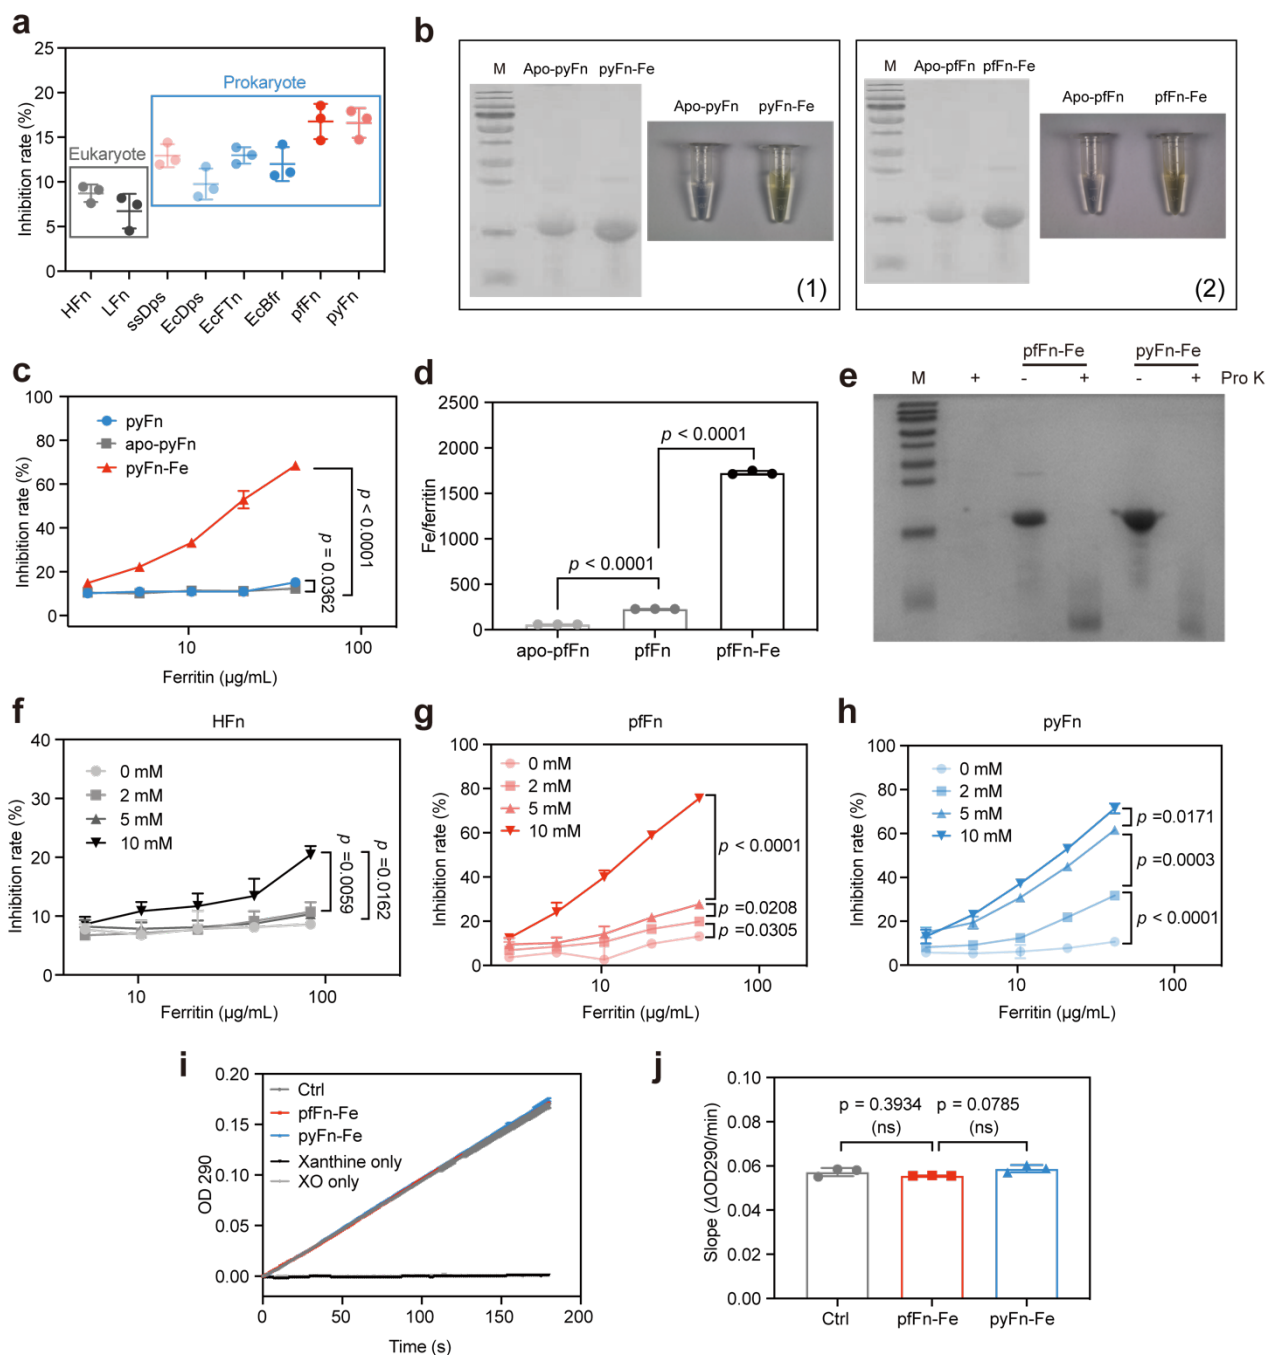 a
25
20
15
10
5
0
Inhibition rate (%)
Prokaryote
Eukaryote
HFn
LFn
ssDps
EcDps
EcFTn
EcBfr
pfFn
pyFn
b
M Apo-pyFn pyFn-Fe
Apo-pyFn pyFn-Fe
(1)
M Apo-pfFn pfFn-Fe
Apo-pfFn pfFn-Fe
(2)
c
100
80
60
40
20
0
Inhibition rate (%)
pyFn
apo-pyFn
pyFn-Fe
p < 0.0001
p = 0.0362
10 100
Ferritin (µg/mL)
d
2500
2000
1500
1000
500
0
Fe/ferritin
p < 0.0001
p < 0.0001
apo-pfFn pfFn pfFn-Fe
e
pfFn-Fe pyFn-Fe
M + - + - + Pro K
f
HFn
40
30
20
10
0
Inhibition rate (%)
0 mM
2 mM
5 mM
10 mM
p =0.0059
p =0.0162
10 100
Ferritin (µg/mL)
g
pfFn
100
80
60
40
20
0
Inhibition rate (%)
0 mM
2 mM
5 mM
10 mM
p < 0.0001
p =0.0208
p =0.0305
10 100
Ferritin (µg/mL)
h
pyFn
100
80
60
40
20
0
Inhibition rate (%)
0 mM
2 mM
5 mM
10 mM
p =0.0171
p =0.0003
p < 0.0001
10 100
Ferritin (µg/mL)
i
0.20
0.15
0.10
0.05
0.00
OD 290
Ctrl
pfFn-Fe
pyFn-Fe
Xanthine only
XO only
0 50 100 150 200
Time (s)
j
0.10
0.08
0.06
0.04
0.02
0.00
Slope (ΔOD290/min)
p = 0.3934 p = 0.0785
(ns) (ns)
Ctrl pfFn-Fe pyFn-Fe